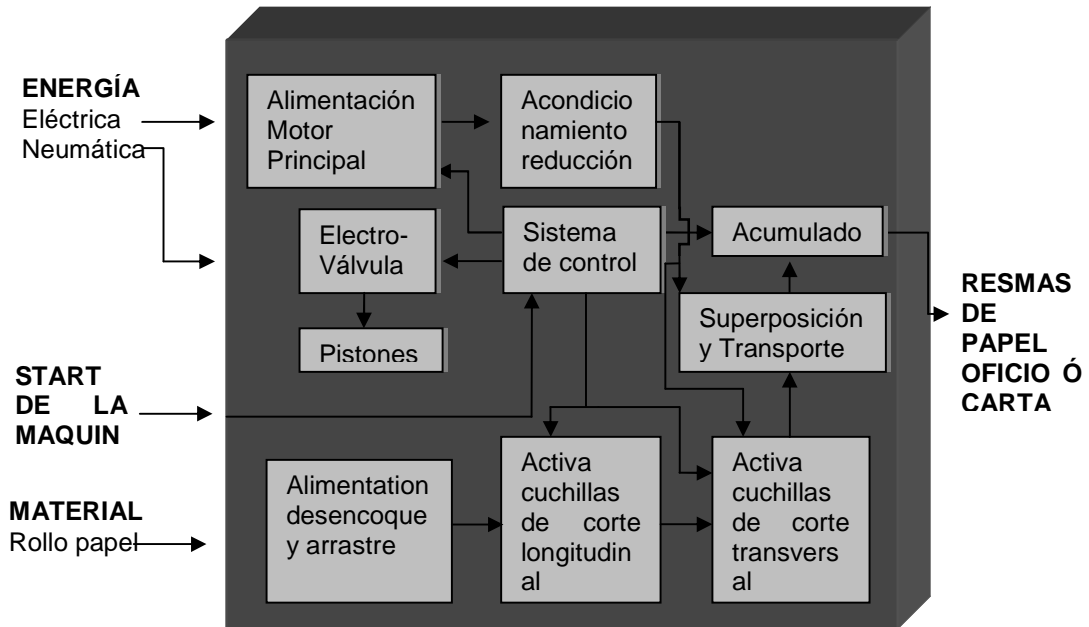 ENERGÍA
Eléctrica
Neumática
Alimentación
Motor
Principal
Acondicio
namiento
reducción
Electro-
Válvula
Sistema
de control
Acumulado
Pistones
Superposición
y Transporte
RESMAS
DE
PAPEL
OFICIO Ó
CARTA
START
DE LA
MAQUIN
MATERIAL
Rollo papel
Alimentation
desencoque
y arrastre
Activa
cuchillas
de corte
longitudin
al
Activa
cuchillas
de corte
transvers
al